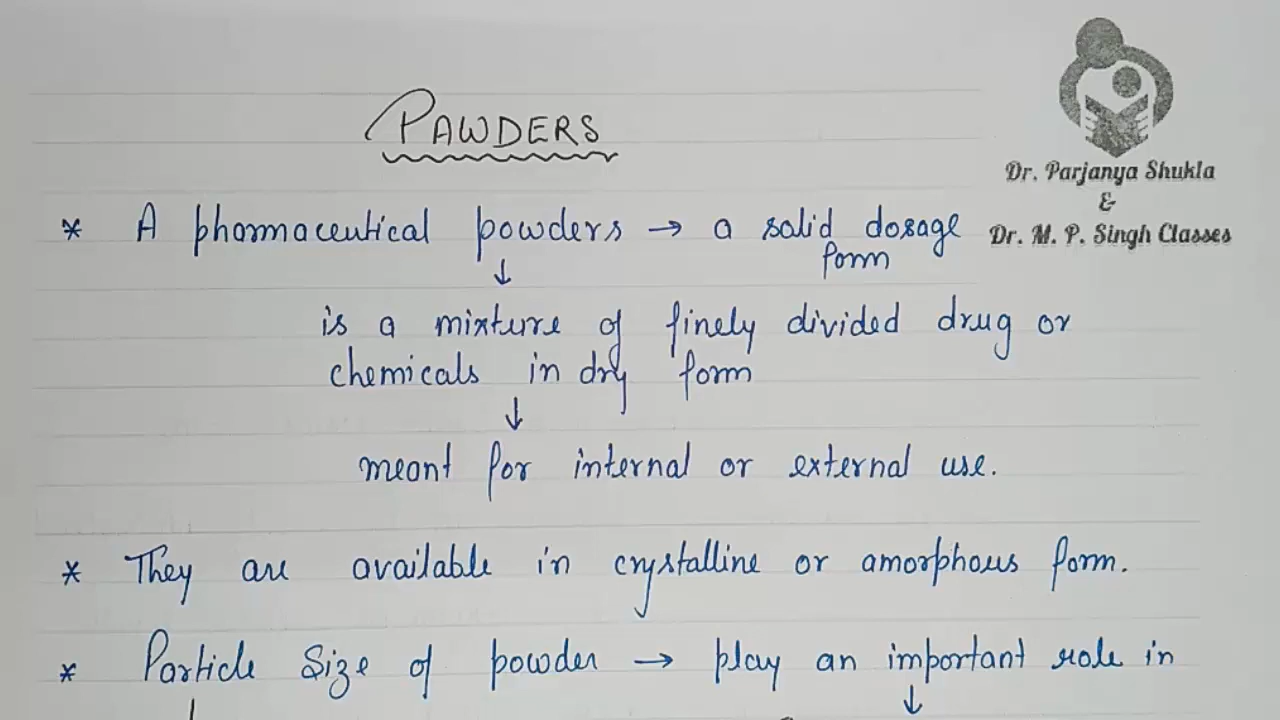 PAWDERS
Dr. Parjanya Shukla
&
Dr. M. P. Singh Classes
* A pharmaceutical powders → a solid dosage
form
↓
is a mixture of finely divided drug or
chemicals in dry form
↓
meant for internal or external use.
* They are available in crystalline or amorphous form.
* Particle Size of powder → play an important role in
↓